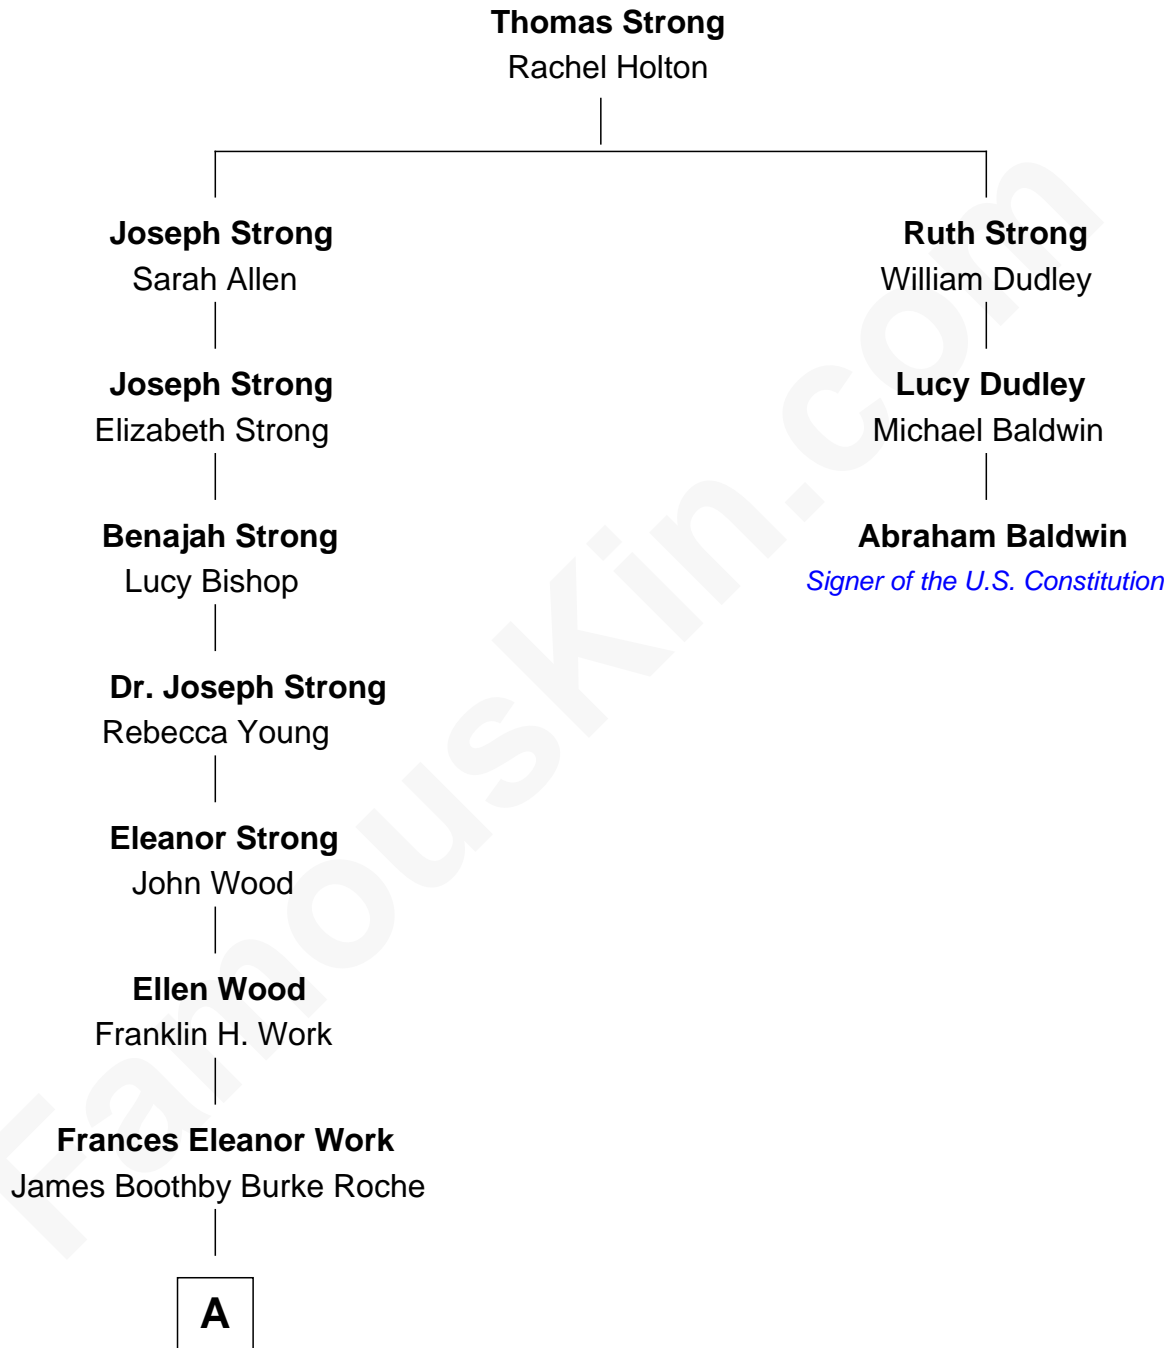 Thomas Strong
Rachel Holton
Joseph Strong
Sarah Allen
Ruth Strong
William Dudley
Joseph Strong
Elizabeth Strong
Lucy Dudley
Michael Baldwin
Benajah Strong
Lucy Bishop
Abraham Baldwin
Signer of the U.S. Constitution
Dr. Joseph Strong
Rebecca Young
Eleanor Strong
John Wood
Ellen Wood
Franklin H. Work
Frances Eleanor Work
James Boothby Burke Roche
A
FamousKin.com